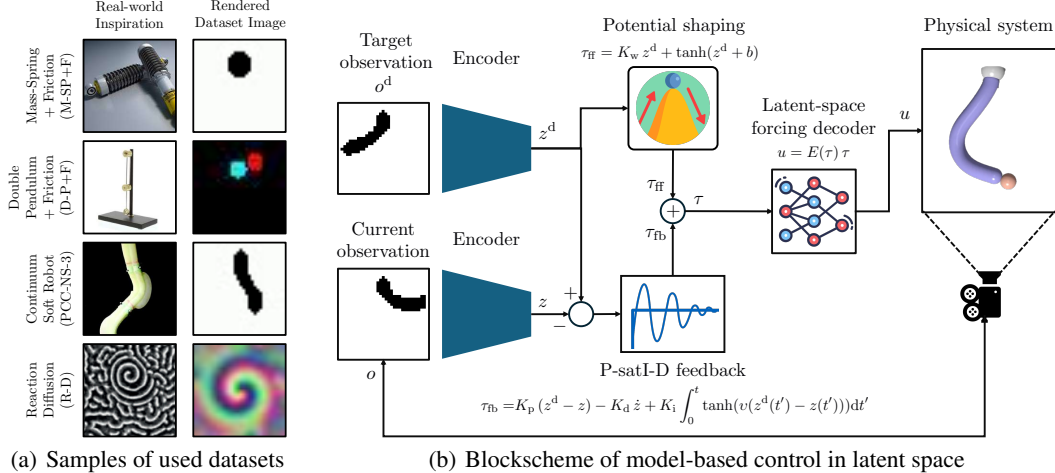 Real-world
Inspiration
Rendered
Dataset Image
Mass-Spring
+ Friction
(M-SP+F)
Double
Pendulum
+ Friction
(D-P+F)
Continuum
Soft Robot
(PCC-NS-3)
Reaction
Diffusion
(R-D)
(a) Samples of used datasets
Target
observation
o^d
Encoder
z^d
Potential shaping
τ_ff = K_w z^d + tanh(z^d + b)
τ_ff
+
τ
τ_fb
Latent-space
forcing decoder
u = E(τ) τ
u
Physical system
Current
observation
Encoder
z
+
−
o
P-satI-D feedback
τ_fb =K_p (z^d − z) − K_d ż + K_i ∫_0^t tanh(υ(z^d(t′) − z(t′)))dt′
(b) Blockscheme of model-based control in latent space